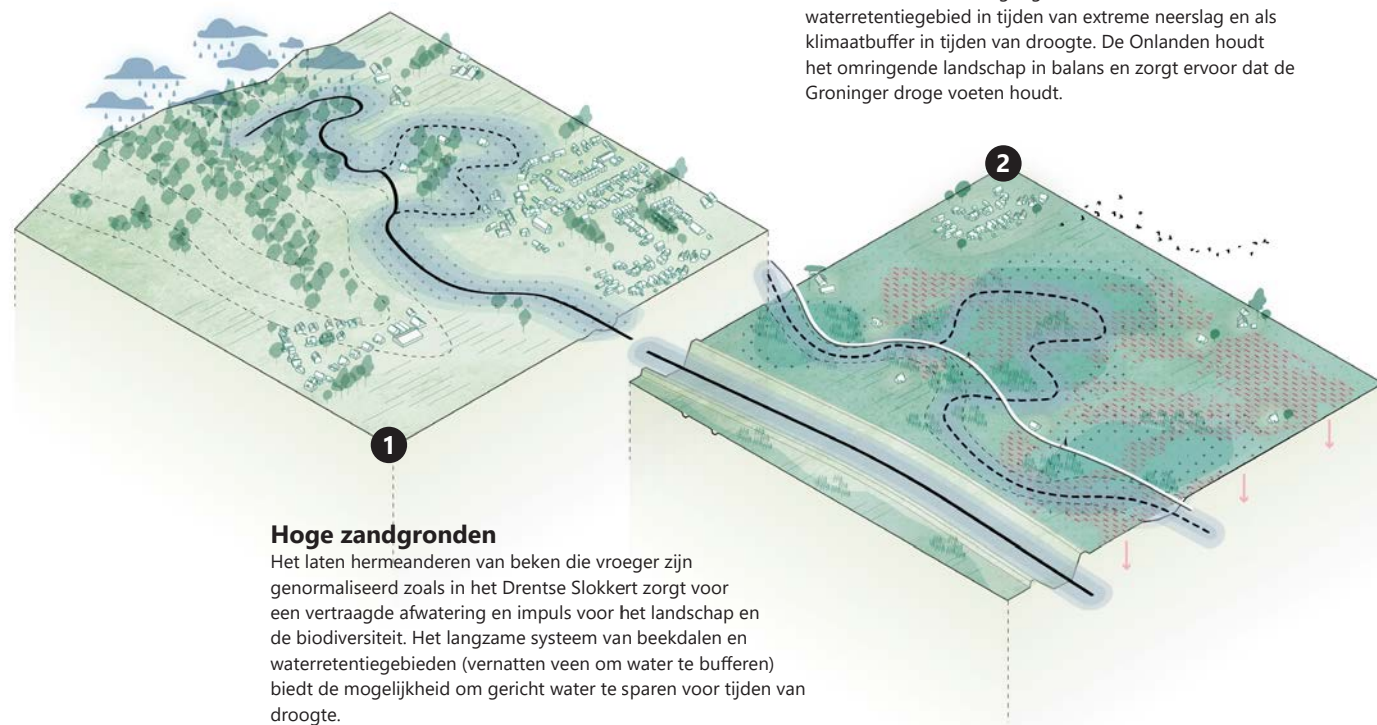 waterretentiegebied in tijden van extreme neerslag en als
klimaatbuffer in tijden van droogte. De Onlanden houdt
het omringende landschap in balans en zorgt ervoor dat de
Groninger droge voeten houdt.
2
1
Hoge zandgronden
Het laten hermeanderen van beken die vroeger zijn
genormaliseerd zoals in het Drentse Slokkert zorgt voor
een vertraagde afwatering en impuls voor het landschap en
de biodiversiteit. Het langzame systeem van beekdalen en
waterretentiegebieden (vernatten veen om water te bufferen)
biedt de mogelijkheid om gericht water te sparen voor tijden van
droogte.